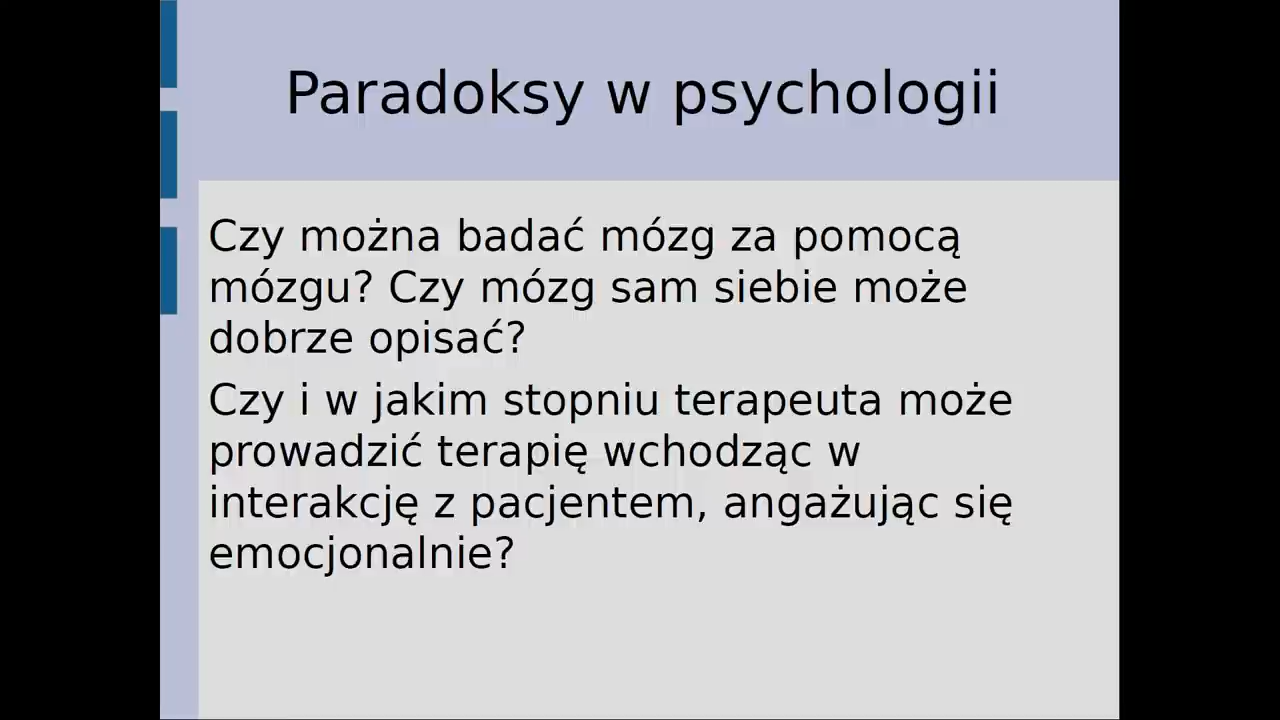 Paradoksy w psychologii
Czy można badać mózg za pomocą
mózgu? Czy mózg sam siebie może
dobrze opisać?
Czy i w jakim stopniu terapeuta może
prowadzić terapię wchodząc w
interakcję z pacjentem, angażując się
emocjonalnie?